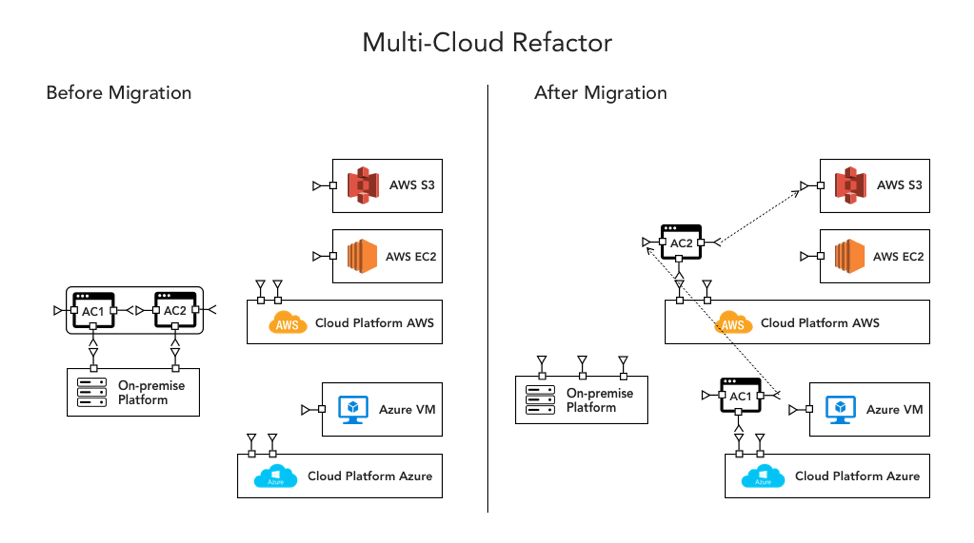 Multi-Cloud Refactor
Before Migration
AWS S3
AWS EC2
AC1
AC2
AWS
Cloud Platform AWS
On-premise
Platform
Azure VM
Azure
Cloud Platform Azure
After Migration
AWS S3
AC2
AWS EC2
AWS
Cloud Platform AWS
On-premise
Platform
AC1
Azure VM
Azure
Cloud Platform Azure